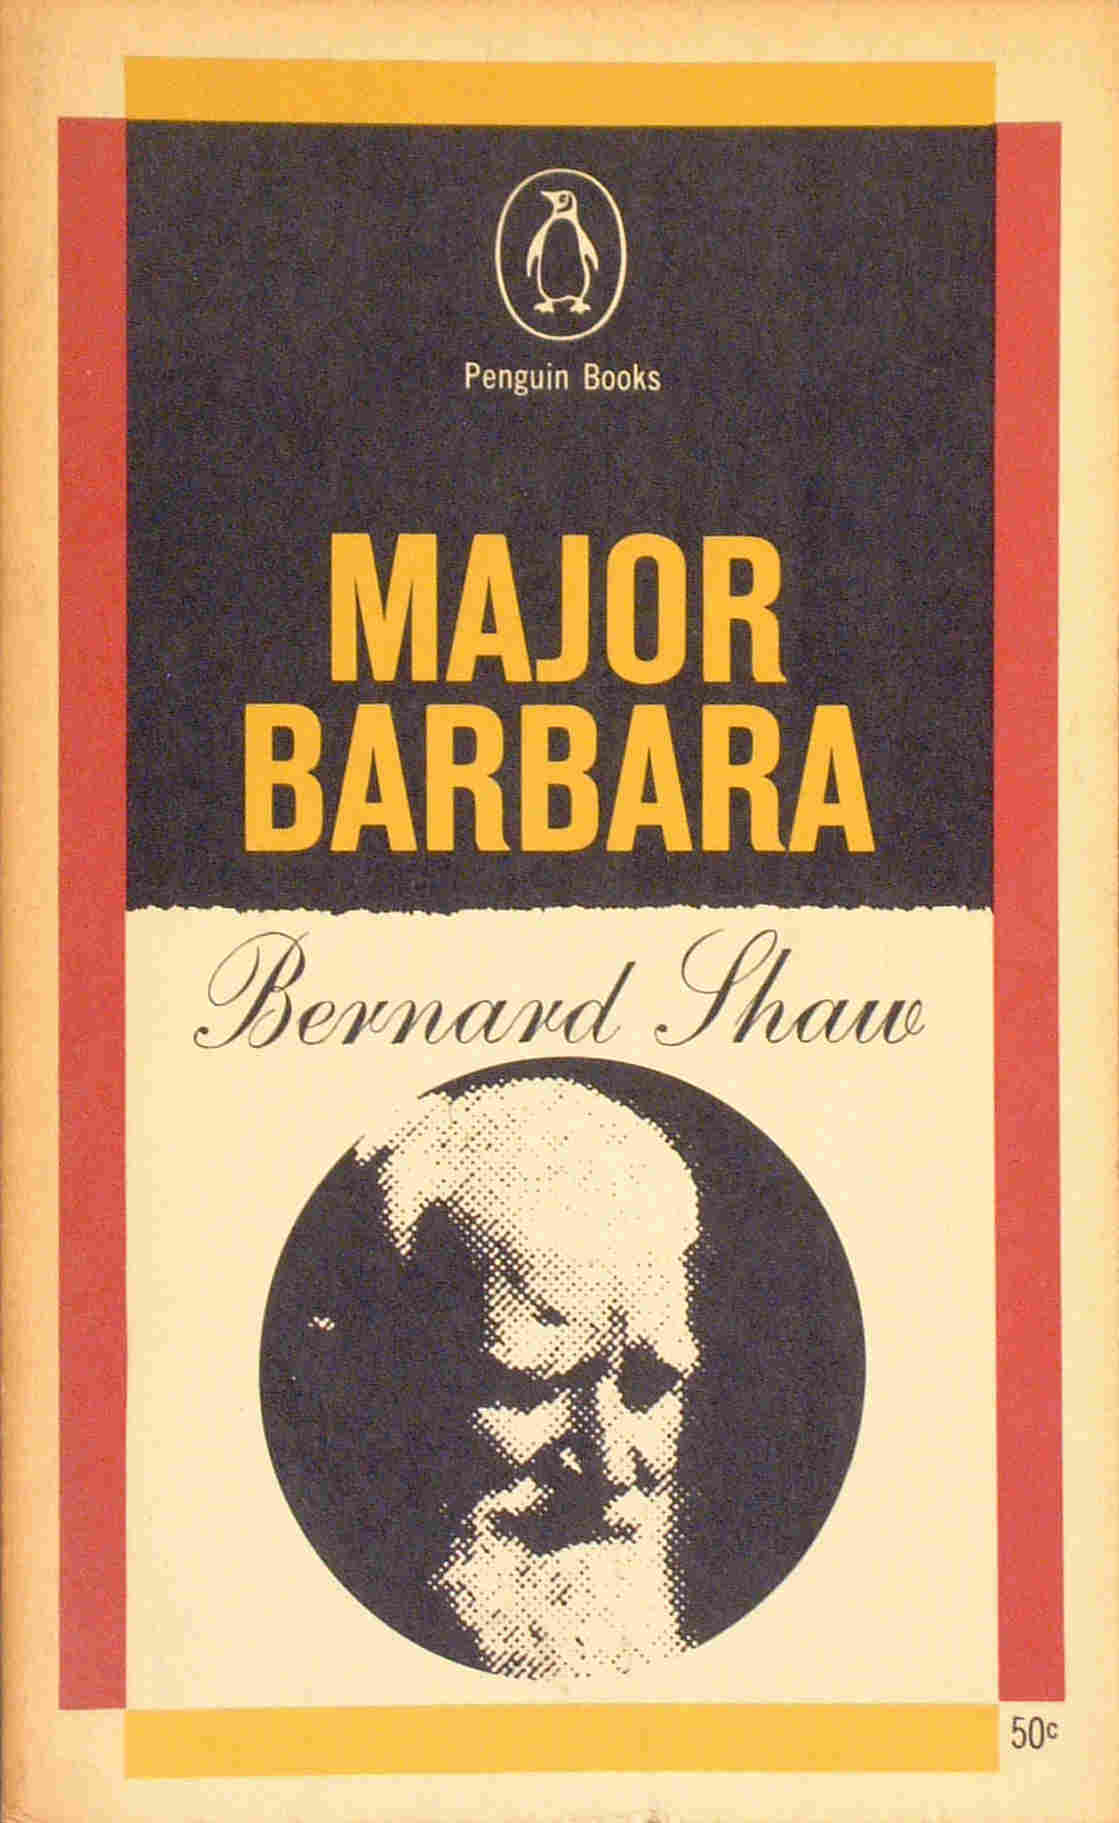 Penguin Books
MAJOR
BARBARA
Bernard Shaw
50c